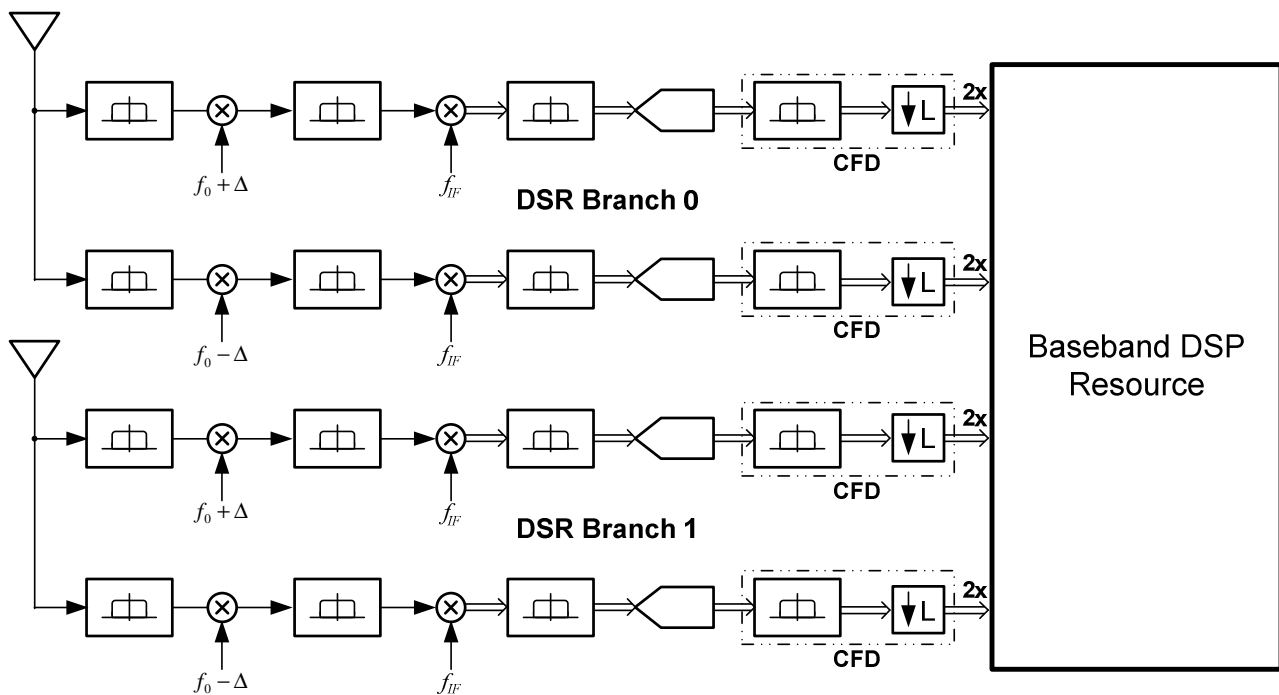 2x
L
CFD
f₀ + Δ
f_IF
DSR Branch 0
2x
L
CFD
f₀ − Δ
f_IF
Baseband DSP
Resource
2x
L
CFD
f₀ + Δ
f_IF
DSR Branch 1
2x
L
CFD
f₀ − Δ
f_IF